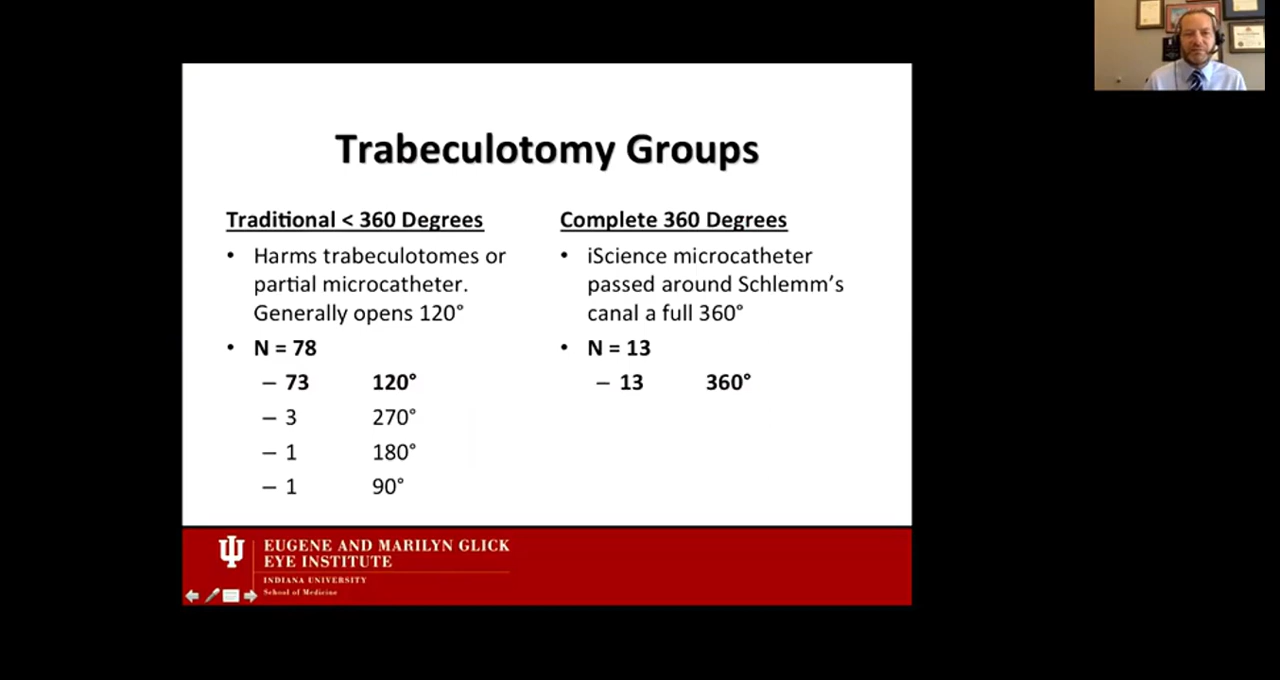 Trabeculotomy Groups
Traditional < 360 Degrees
• Harms trabeculotomes or
partial microcatheter.
Generally opens 120°
• N = 78
– 73 120°
– 3 270°
– 1 180°
– 1 90°
Complete 360 Degrees
• iScience microcatheter
passed around Schlemm’s
canal a full 360°
• N = 13
– 13 360°
EUGENE AND MARILYN GLICK
EYE INSTITUTE
INDIANA UNIVERSITY
School of Medicine